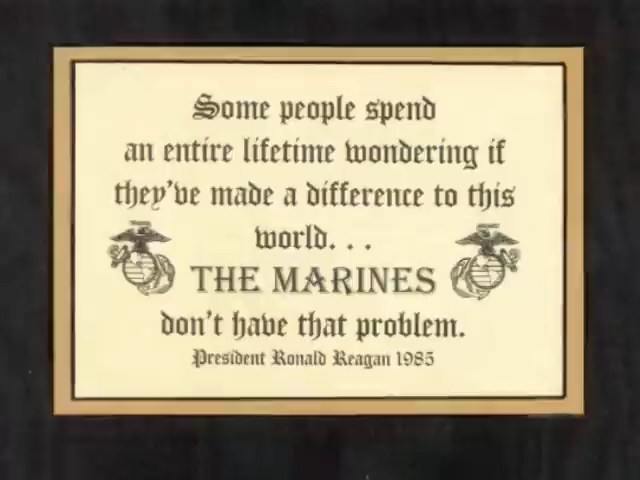 Some people spend
an entire lifetime wondering if
they've made a difference to this
world. . .
THE MARINES
don't have that problem.
President Ronald Reagan 1985